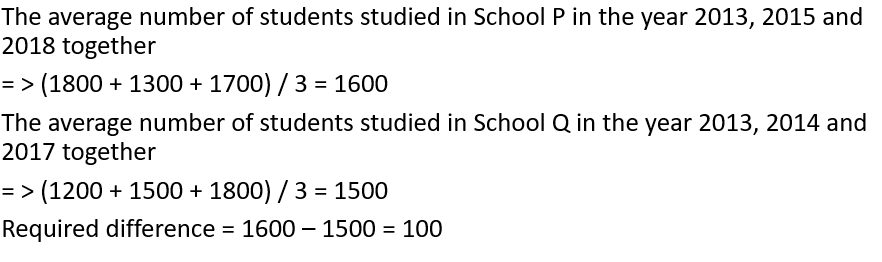 The average number of students studied in School P in the year 2013, 2015 and
2018 together
= > (1800 + 1300 + 1700) / 3 = 1600
The average number of students studied in School Q in the year 2013, 2014 and
2017 together
= > (1200 + 1500 + 1800) / 3 = 1500
Required difference = 1600 – 1500 = 100